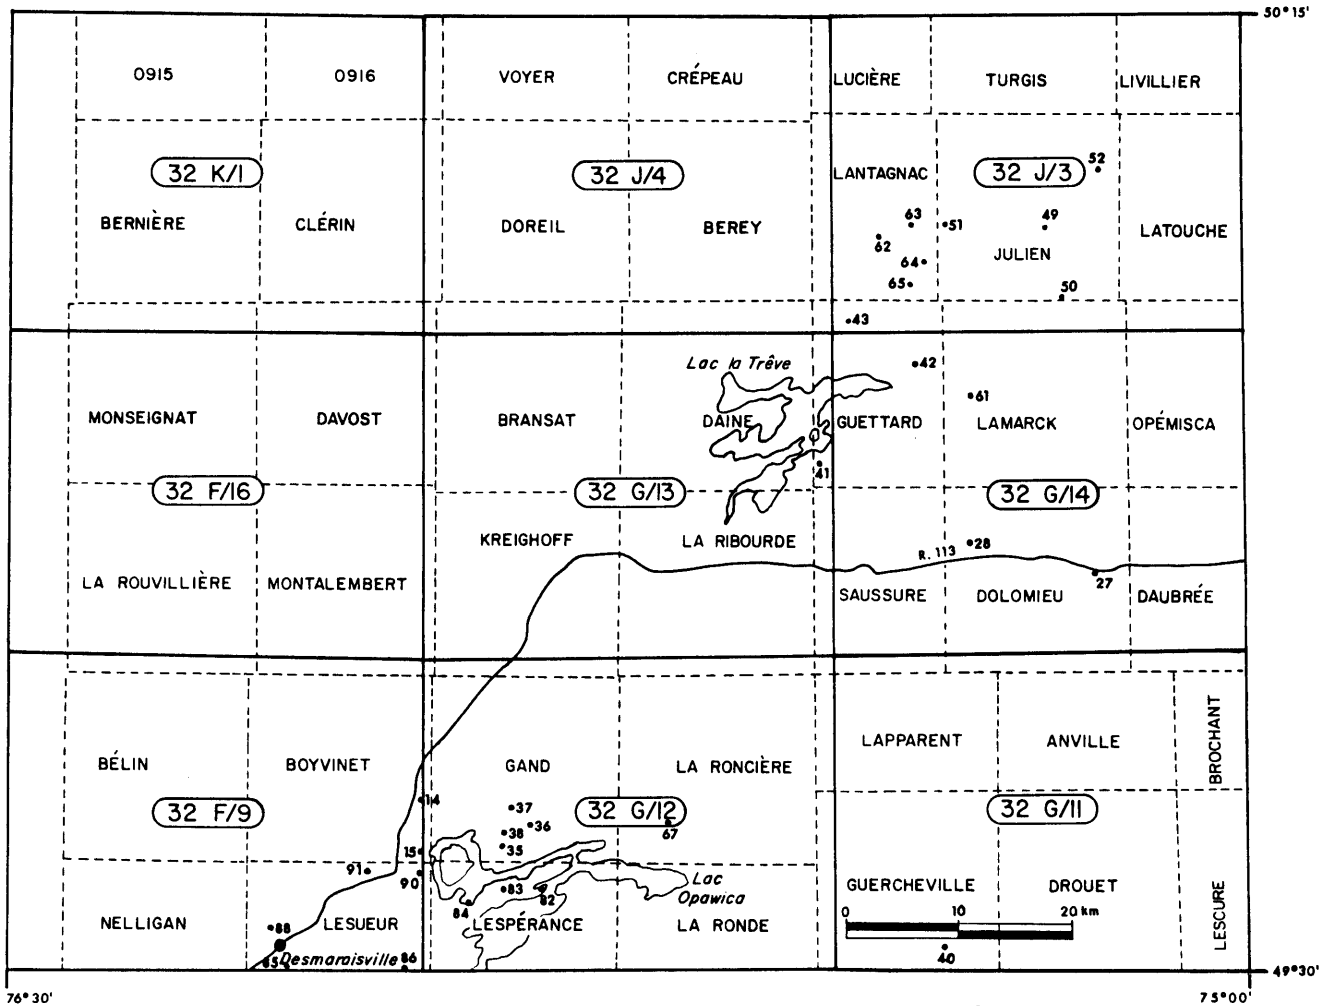 50°15'
0915
0916
VOYER
CRÉPEAU
LUCIÈRE
TURGIS
LIVILLIER
32 K/1
32 J/4
LANTAGNAC
32 J/3
52
BERNIÈRE
CLÉRIN
DOREIL
BEREY
63
51
49
62
LATOUCHE
64
JULIEN
65
50
43
Lac la Trêve
42
61
MONSEIGNAT
DAVOST
BRANSAT
DAINE
GUETTARD
LAMARCK
OPÉMISCA
41
32 F/16
32 G/13
32 G/14
KREIGHOFF
LA RIBOURDE
R. 113
28
LA ROUVILLIÈRE
MONTALEMBERT
27
SAUSSURE
DOLOMIEU
DAUBRÉE
BÉLIN
BOYVINET
GAND
LA RONCIÈRE
LAPPARENT
ANVILLE
BROCHANT
14
37
32 F/9
32 G/12
32 G/11
36
38
67
15
35
91
90
83
82
84
Lac
Opawica
GUERCHEVILLE
DROUET
NELLIGAN
88
LESUEUR
LESPÉRANCE
LA RONDE
0
10
20 km
LESCURE
40
85
Desmaraisville
86
49°30'
76°30'
75°00'